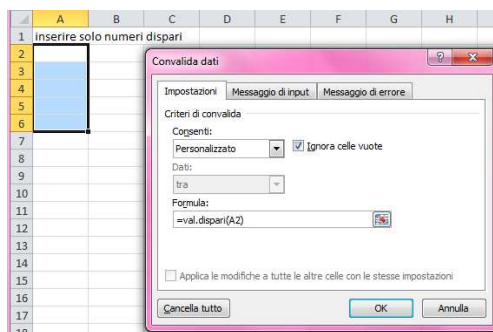 A B C D E F G H
1 inserire solo numeri dispari
2
3
4
5
6
7
8
9
10
11
12
13
14
15
16
17
18
Convalida dati
Impostazioni Messaggio di input Messaggio di errore
Criteri di convalida
Consenti:
Personalizzato Ignora celle vuote
Dati:
tra
Formula:
=val.dispari(A2)
Applica le modifiche a tutte le altre celle con le stesse impostazioni
Cancella tutto OK Annulla